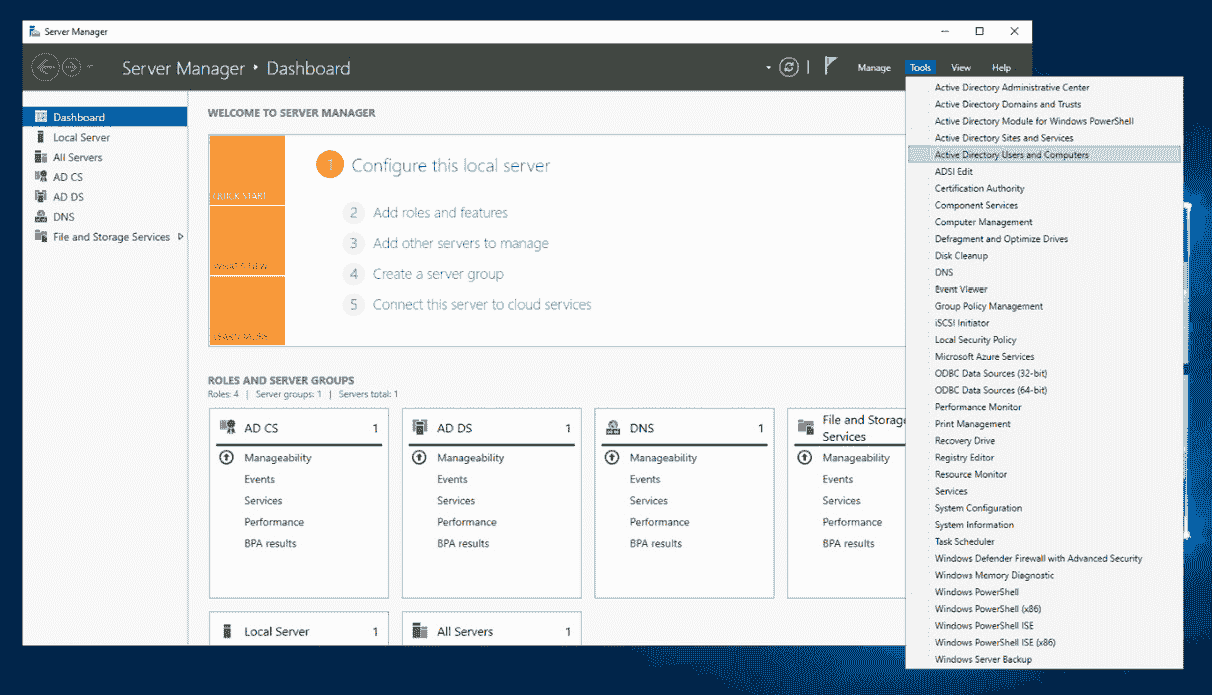 Server Manager
Server Manager • Dashboard
Manage Tools View Help
Dashboard
Local Server
All Servers
AD CS
AD DS
DNS
File and Storage Services
WELCOME TO SERVER MANAGER
QUICK START
WHAT'S NEW
LEARN MORE
1 Configure this local server
2 Add roles and features
3 Add other servers to manage
4 Create a server group
5 Connect this server to cloud services
ROLES AND SERVER GROUPS
Roles: 4 | Server groups: 1 | Servers total: 1
AD CS 1
Manageability
Events
Services
Performance
BPA results
AD DS 1
Manageability
Events
Services
Performance
BPA results
DNS 1
Manageability
Events
Services
Performance
BPA results
File and Storage
Services
Manageability
Events
Services
Performance
BPA results
Local Server 1
All Servers 1
Active Directory Administrative Center
Active Directory Domains and Trusts
Active Directory Module for Windows PowerShell
Active Directory Sites and Services
Active Directory Users and Computers
ADSI Edit
Certification Authority
Component Services
Computer Management
Defragment and Optimize Drives
Disk Cleanup
DNS
Event Viewer
Group Policy Management
iSCSI Initiator
Local Security Policy
Microsoft Azure Services
ODBC Data Sources (32-bit)
ODBC Data Sources (64-bit)
Performance Monitor
Print Management
Recovery Drive
Registry Editor
Resource Monitor
Services
System Configuration
System Information
Task Scheduler
Windows Defender Firewall with Advanced Security
Windows Memory Diagnostic
Windows PowerShell
Windows PowerShell (x86)
Windows PowerShell ISE
Windows PowerShell ISE (x86)
Windows Server Backup